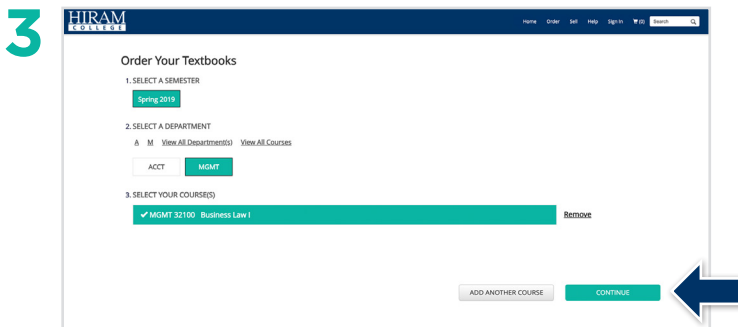 3
HIRAM
COLLEGE
Home Order Sell Help Sign In (0) Search
Order Your Textbooks
1. SELECT A SEMESTER
Spring 2019
2. SELECT A DEPARTMENT
A M View All Department(s) View All Courses
ACCT MGMT
3. SELECT YOUR COURSE(S)
MGMT 32100 Business Law I Remove
ADD ANOTHER COURSE CONTINUE